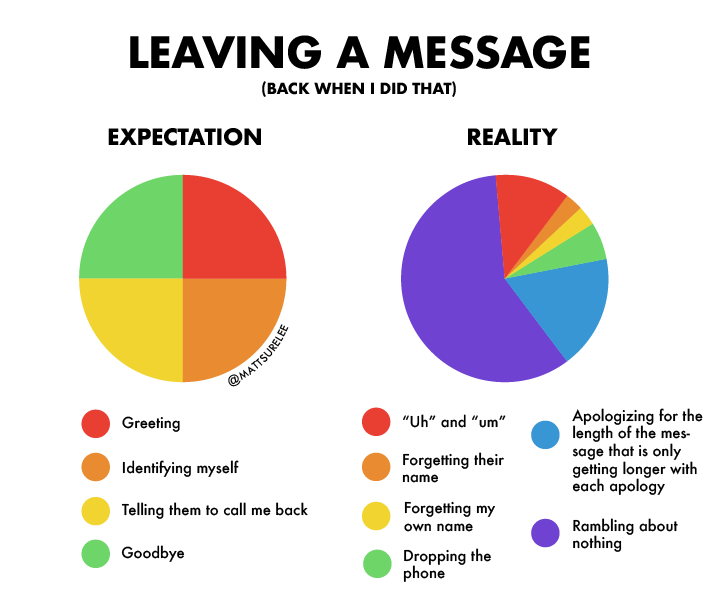 LEAVING A MESSAGE
(BACK WHEN I DID THAT)
EXPECTATION
@MATTSURELEE
Greeting
Identifying myself
Telling them to call me back
Goodbye
REALITY
“Uh” and “um”
Forgetting their
name
Forgetting my
own name
Dropping the
phone
Apologizing for the
length of the mes-
sage that is only
getting longer with
each apology
Rambling about
nothing